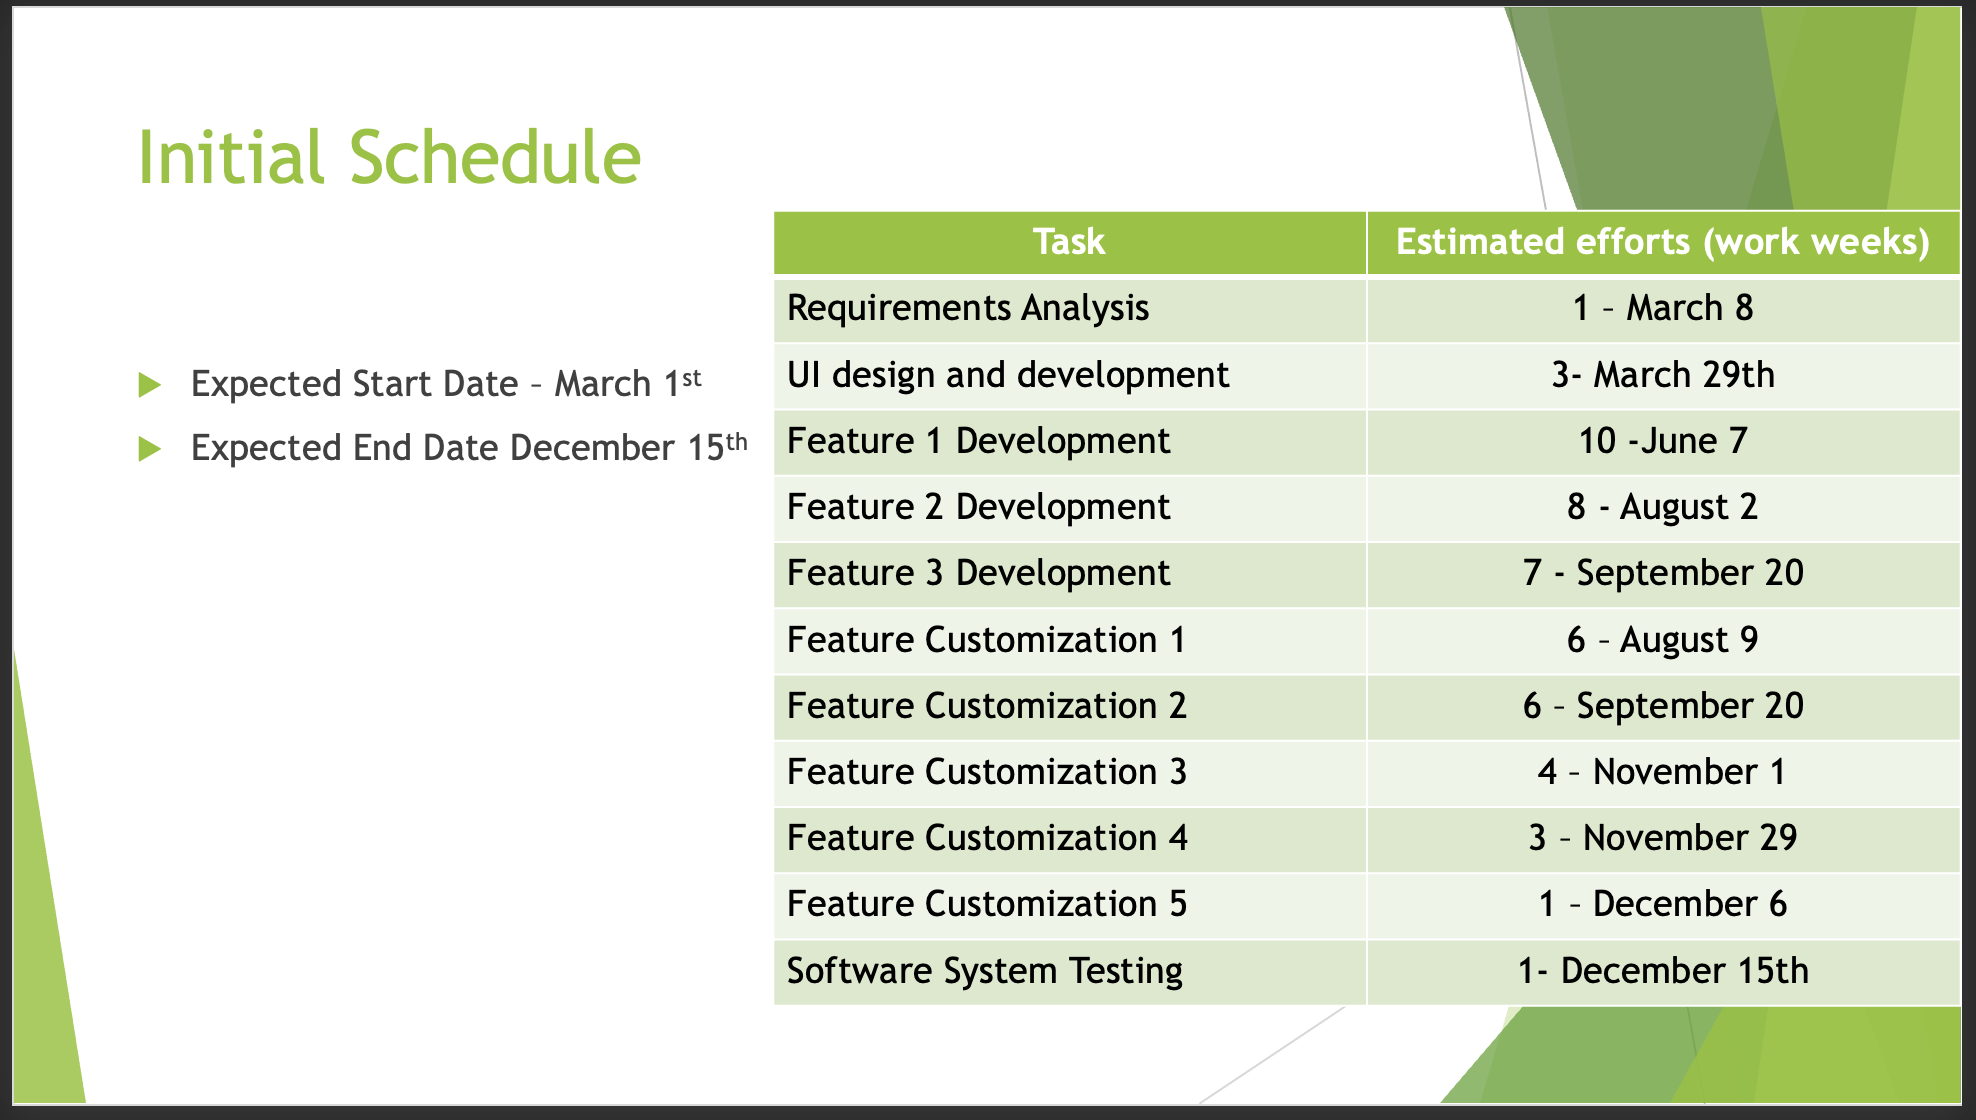 Initial Schedule
Expected Start Date – March 1st
Expected End Date December 15th
Task Estimated efforts (work weeks)
Requirements Analysis 1 – March 8
UI design and development 3- March 29th
Feature 1 Development 10 -June 7
Feature 2 Development 8 - August 2
Feature 3 Development 7 - September 20
Feature Customization 1 6 – August 9
Feature Customization 2 6 – September 20
Feature Customization 3 4 – November 1
Feature Customization 4 3 – November 29
Feature Customization 5 1 – December 6
Software System Testing 1- December 15th